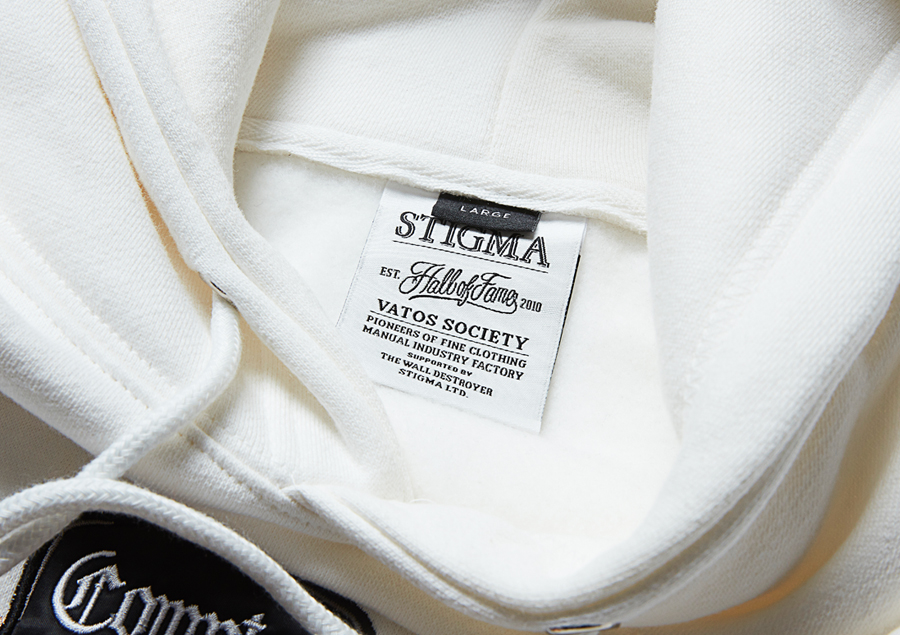 LARGE
STIGMA
EST. Hall of Fame 2010
VATOS SOCIETY
PIONEERS OF FINE CLOTHING
MANUAL INDUSTRY FACTORY
SUPPORTED BY
THE WALL DESTROYER
STIGMA LTD.